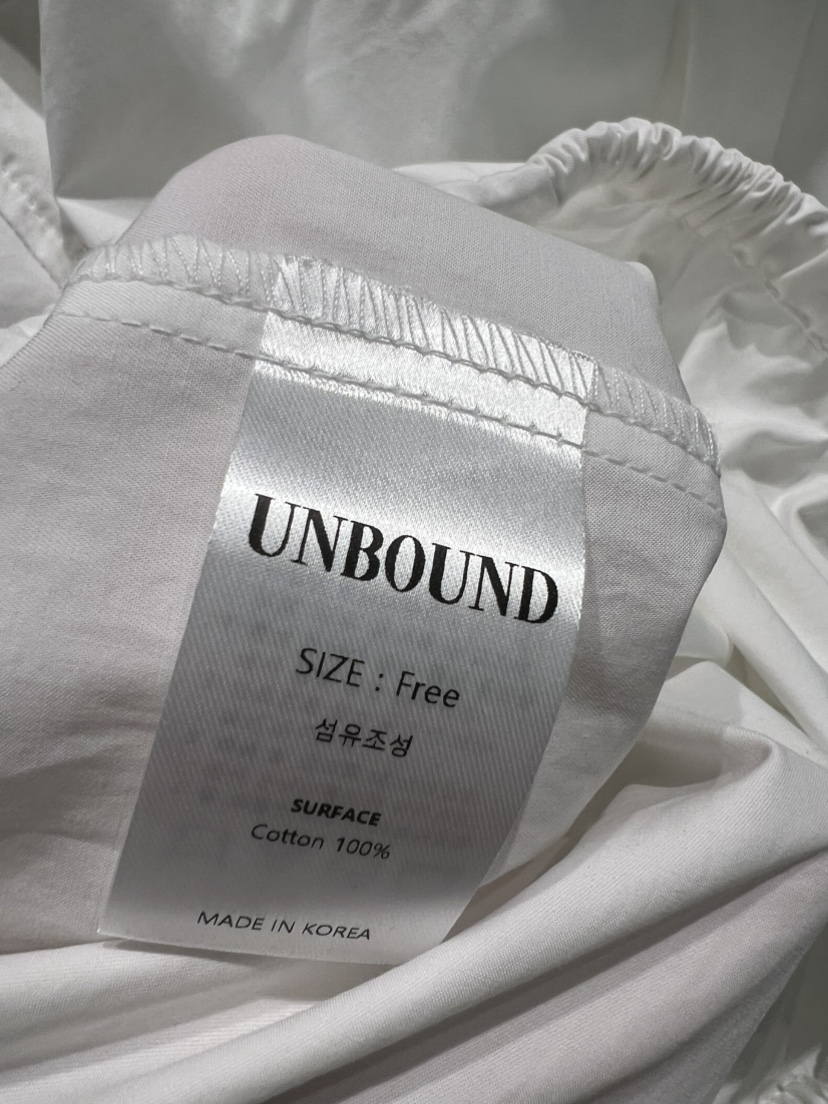 UNBOUND
SIZE : Free
섬유조성
SURFACE
Cotton 100%
MADE IN KOREA